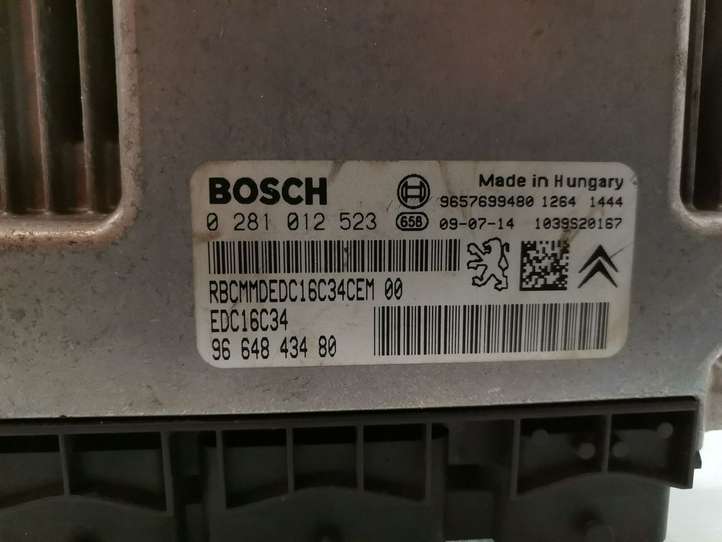 BOSCH
Made in Hungary
9657699480 1264 1444
0 281 012 523 658 09-07-14 1039S20167
RBCMMDEDC16C34CEM 00
EDC16C34
96 648 434 80